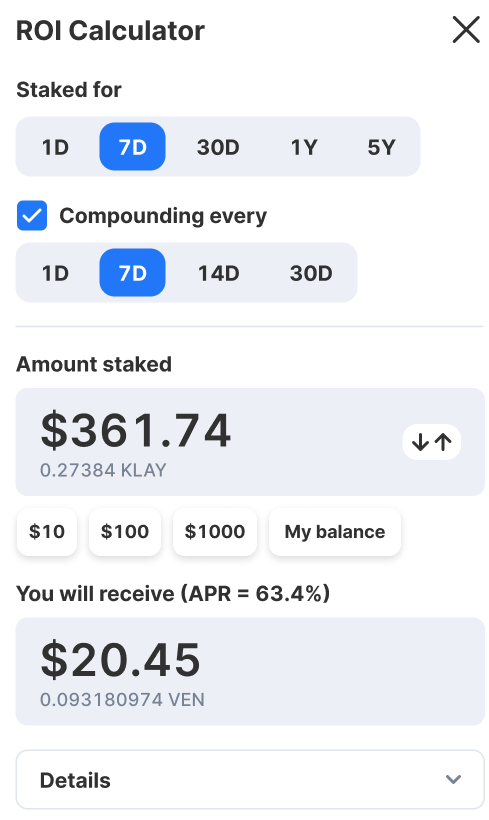 ROI Calculator
Staked for
1D 7D 30D 1Y 5Y
Compounding every
1D 7D 14D 30D
Amount staked
$361.74
0.27384 KLAY
$10 $100 $1000 My balance
You will receive (APR = 63.4%)
$20.45
0.093180974 VEN
Details